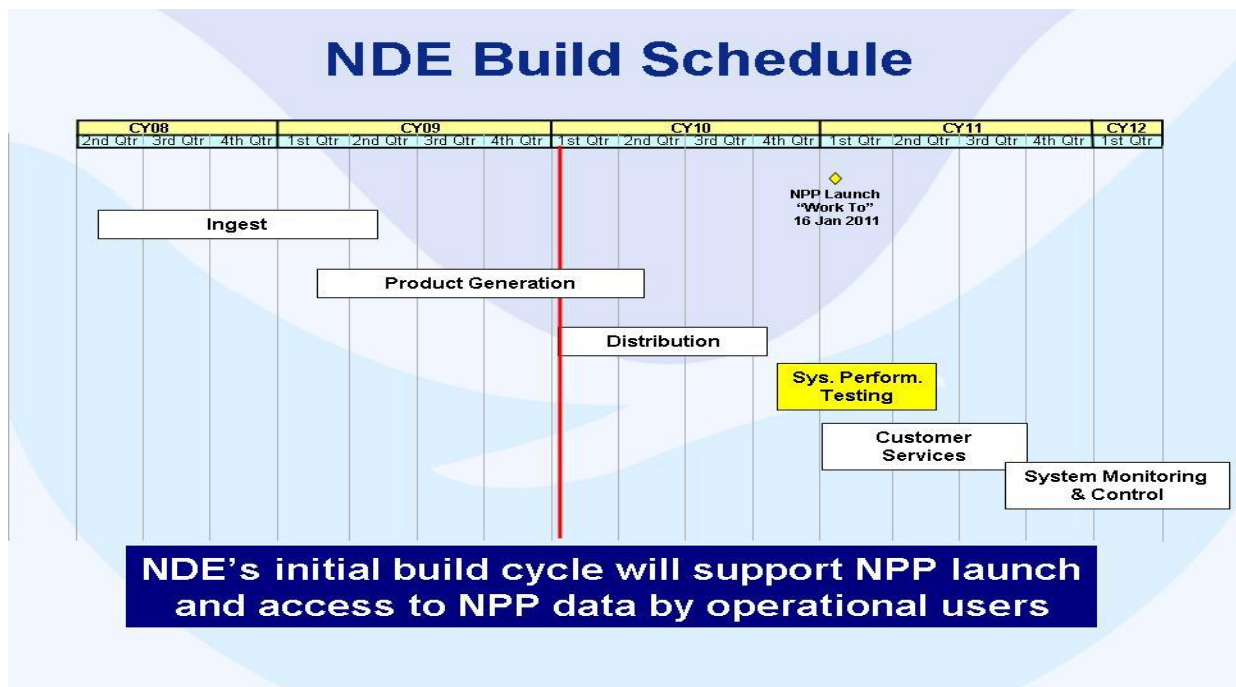 NDE Build Schedule
CY08 CY09 CY10 CY11 CY12
2nd Qtr 3rd Qtr 4th Qtr 1st Qtr 2nd Qtr 3rd Qtr 4th Qtr 1st Qtr 2nd Qtr 3rd Qtr 4th Qtr 1st Qtr 2nd Qtr 3rd Qtr 4th Qtr 1st Qtr
NPP Launch
“Work To”
16 Jan 2011
Ingest
Product Generation
Distribution
Sys. Perform.
Testing
Customer
Services
System Monitoring
& Control
NDE’s initial build cycle will support NPP launch
and access to NPP data by operational users